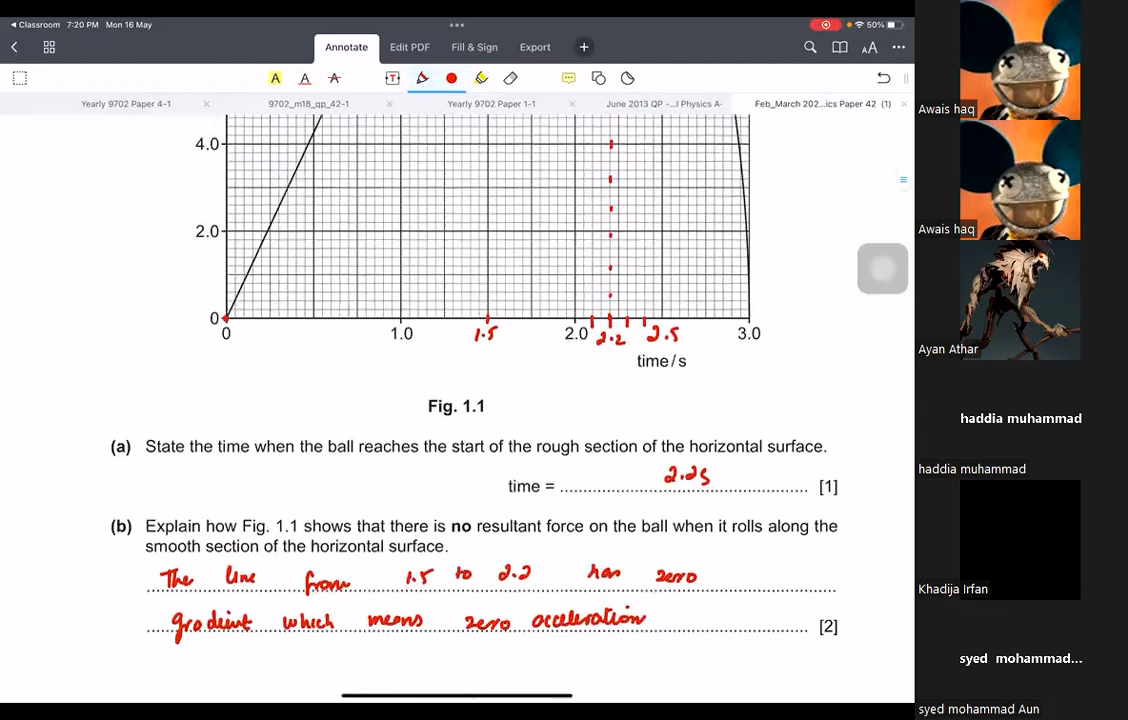 Classroom 7:20 PM Mon 16 May 50%
Annotate Edit PDF Fill & Sign Export
Yearly 9702 Paper 4-1 × 9702_m18_qp_42-1 × Yearly 9702 Paper 1-1 × June 2013 QP -...l Physics A- Feb_March 202...ics Paper 42 (1) ×
4.0
2.0
0
0 1.0 1.5 2.0 2.2 2.5 3.0
time/s
Fig. 1.1
(a) State the time when the ball reaches the start of the rough section of the horizontal surface.
time = 2.2s [1]
(b) Explain how Fig. 1.1 shows that there is no resultant force on the ball when it rolls along the
smooth section of the horizontal surface.
The line from 1.5 to 2.2 has zero
gradient which means zero acceleration [2]
Awais haq
Awais haq
Ayan Athar
haddia muhammad
haddia muhammad
Khadija Irfan
syed mohammad...
syed mohammad Aun